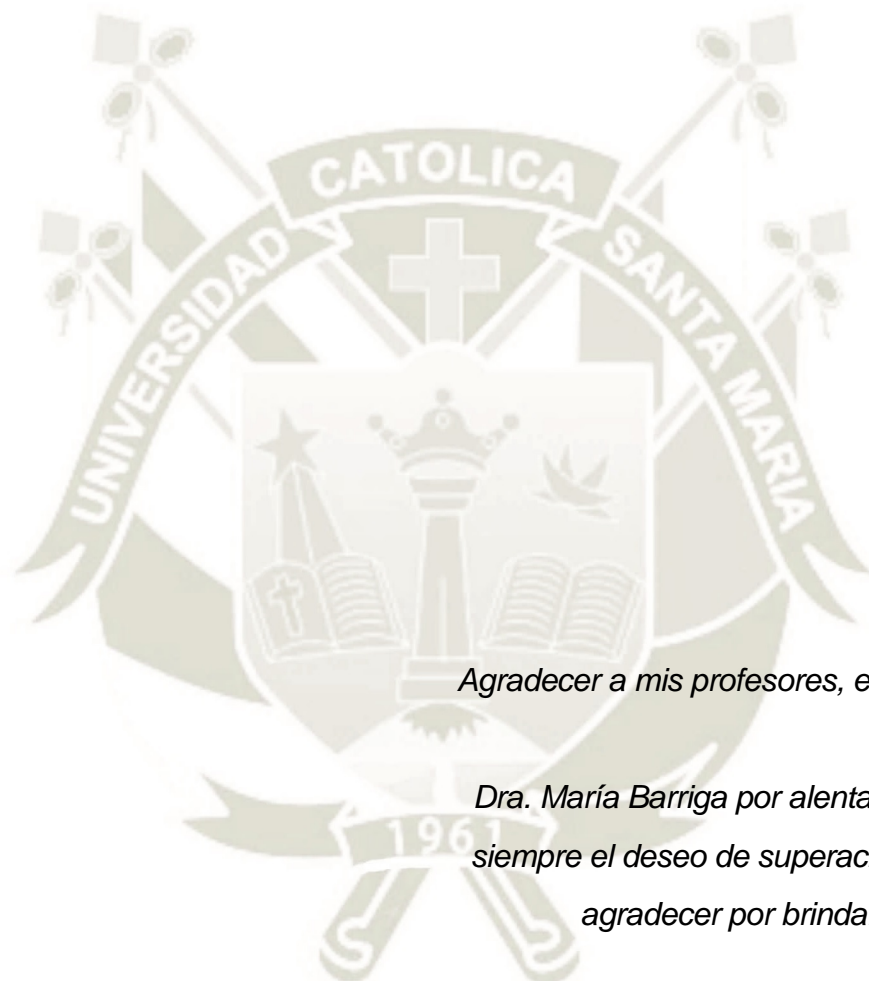 CATOLICA
UNIVERSIDAD
SANTA MARIA
Agradecer a mis profesores, e
Dra. María Barriga por alenta
1961
siempre el deseo de superac
agradecer por brinda